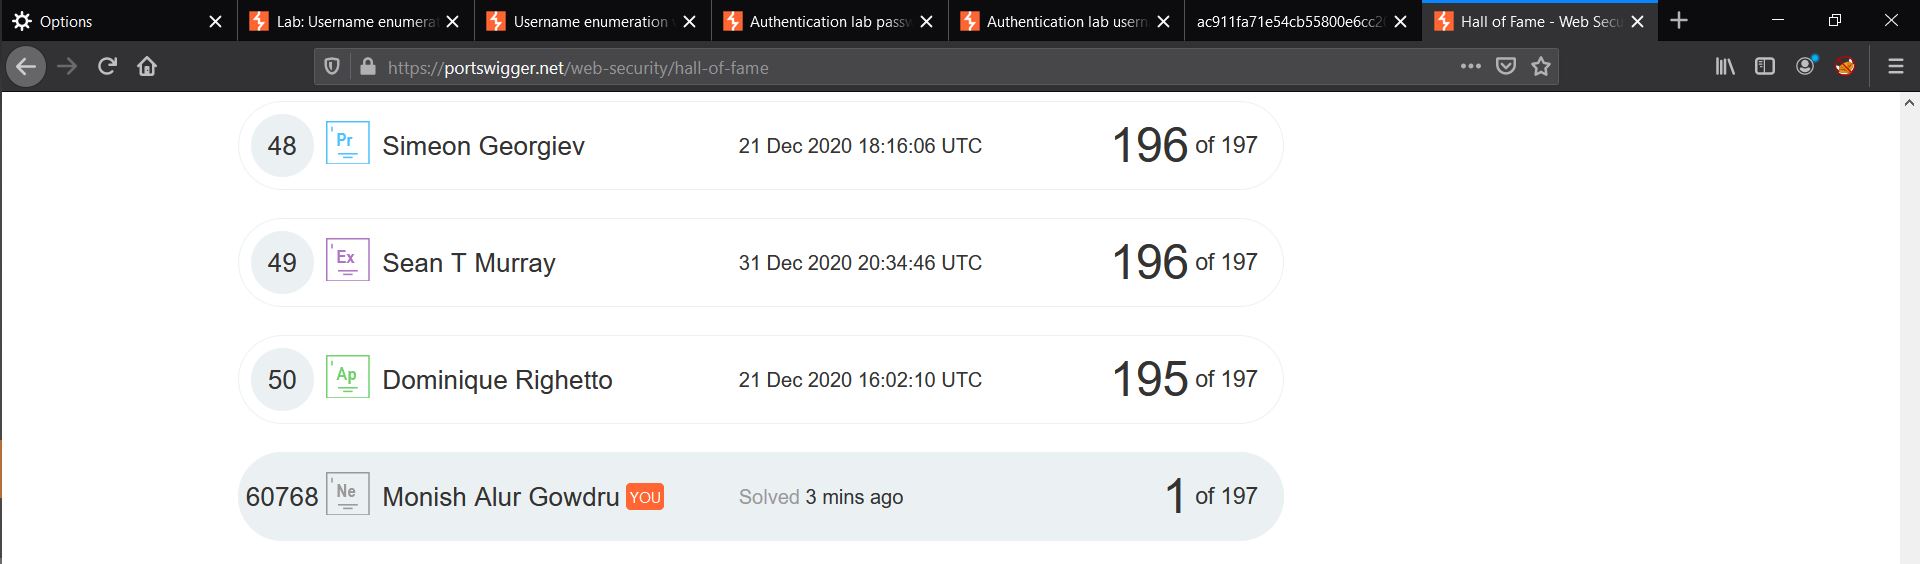 Options
Lab: Username enumerat
Username enumeration
Authentication lab passw
Authentication lab usern
ac911fa71e54cb55800e6cc2
Hall of Fame - Web Secu
https://portswigger.net/web-security/hall-of-fame
48 Pr Simeon Georgiev 21 Dec 2020 18:16:06 UTC 196 of 197
49 Ex Sean T Murray 31 Dec 2020 20:34:46 UTC 196 of 197
50 Ap Dominique Righetto 21 Dec 2020 16:02:10 UTC 195 of 197
60768 Ne Monish Alur Gowdru YOU Solved 3 mins ago 1 of 197